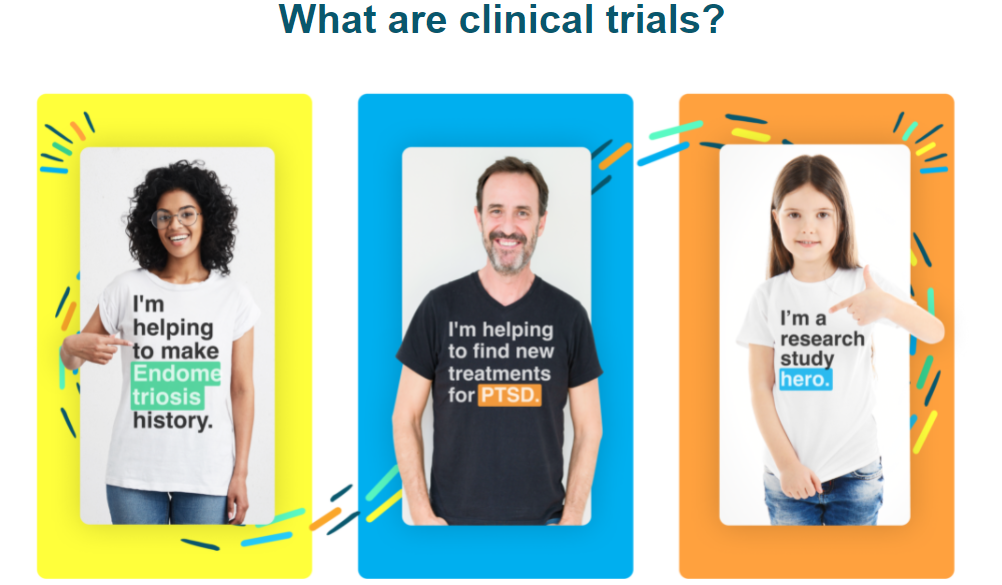 What are clinical trials?
I'm
helping
to make
Endome
triosis
history.
I'm helping
to find new
treatments
for PTSD.
I'm a
research
study
hero.